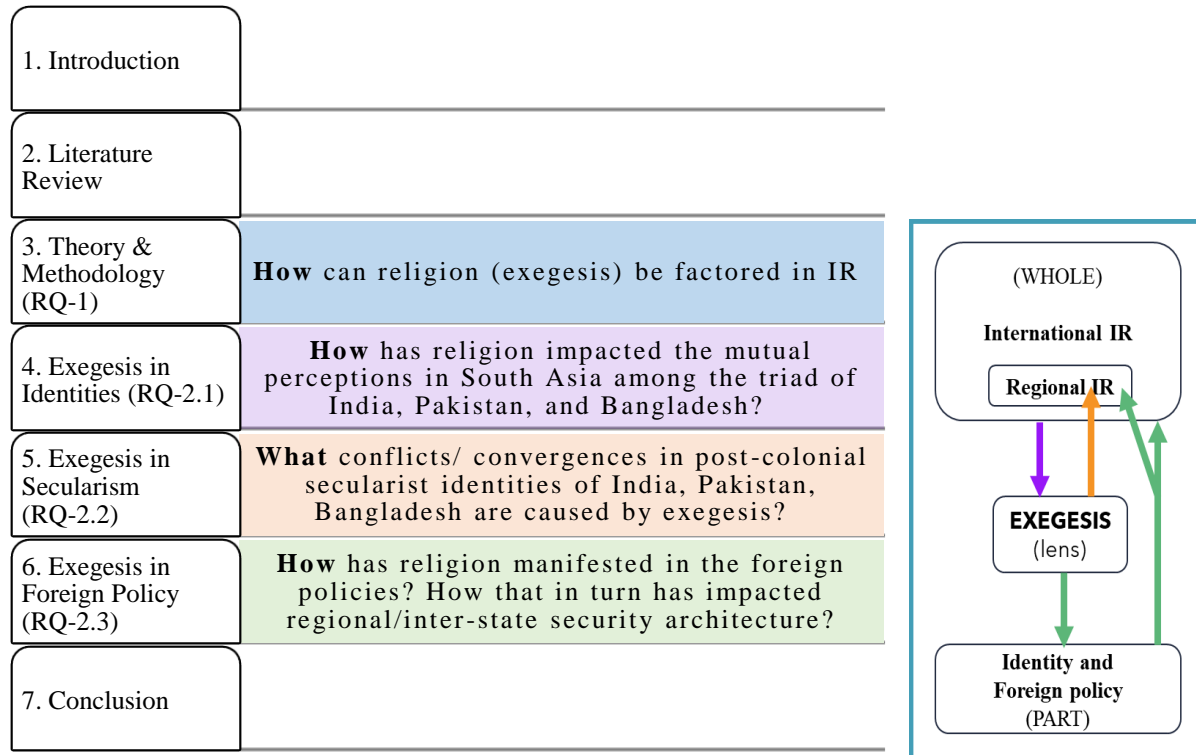 1. Introduction
2. Literature
Review
3. Theory &
Methodology
(RQ-1)
How can religion (exegesis) be factored in IR
4. Exegesis in
Identities (RQ-2.1)
How has religion impacted the mutual
perceptions in South Asia among the triad of
India, Pakistan, and Bangladesh?
5. Exegesis in
Secularism
(RQ-2.2)
What conflicts/ convergences in post-colonial
secularist identities of India, Pakistan,
Bangladesh are caused by exegesis?
6. Exegesis in
Foreign Policy
(RQ-2.3)
How has religion manifested in the foreign
policies? How that in turn has impacted
regional/inter-state security architecture?
7. Conclusion
(WHOLE)
International IR
Regional IR
EXEGESIS
(lens)
Identity and
Foreign policy
(PART)